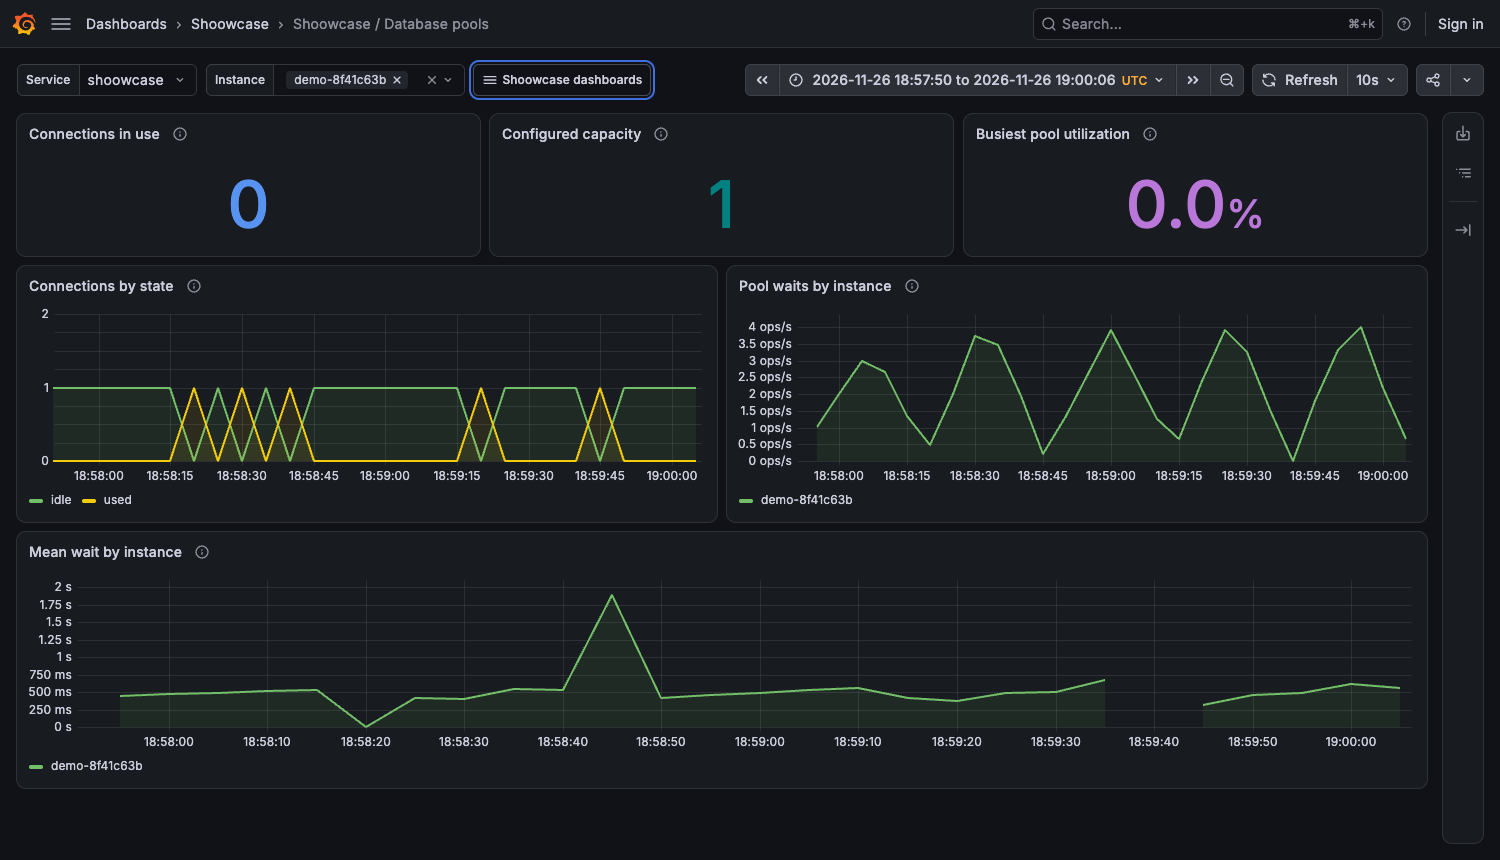 Dashboards › Shoowcase › Shoowcase / Database pools
Search... ⌘+k
Sign in
Service shoowcase
Instance demo-8f41c63b
Shoowcase dashboards
2026-11-26 18:57:50 to 2026-11-26 19:00:06 UTC
Refresh 10s
Connections in use
0
Configured capacity
1
Busiest pool utilization
0.0%
Connections by state
2
1
0
18:58:00 18:58:15 18:58:30 18:58:45 18:59:00 18:59:15 18:59:30 18:59:45 19:00:00
idle used
Pool waits by instance
4 ops/s
3.5 ops/s
3 ops/s
2.5 ops/s
2 ops/s
1.5 ops/s
1 ops/s
0.5 ops/s
0 ops/s
18:58:00 18:58:15 18:58:30 18:58:45 18:59:00 18:59:15 18:59:30 18:59:45 19:00:00
demo-8f41c63b
Mean wait by instance
2 s
1.75 s
1.5 s
1.25 s
1 s
750 ms
500 ms
250 ms
0 s
18:58:00 18:58:10 18:58:20 18:58:30 18:58:40 18:58:50 18:59:00 18:59:10 18:59:20 18:59:30 18:59:40 18:59:50 19:00:00
demo-8f41c63b